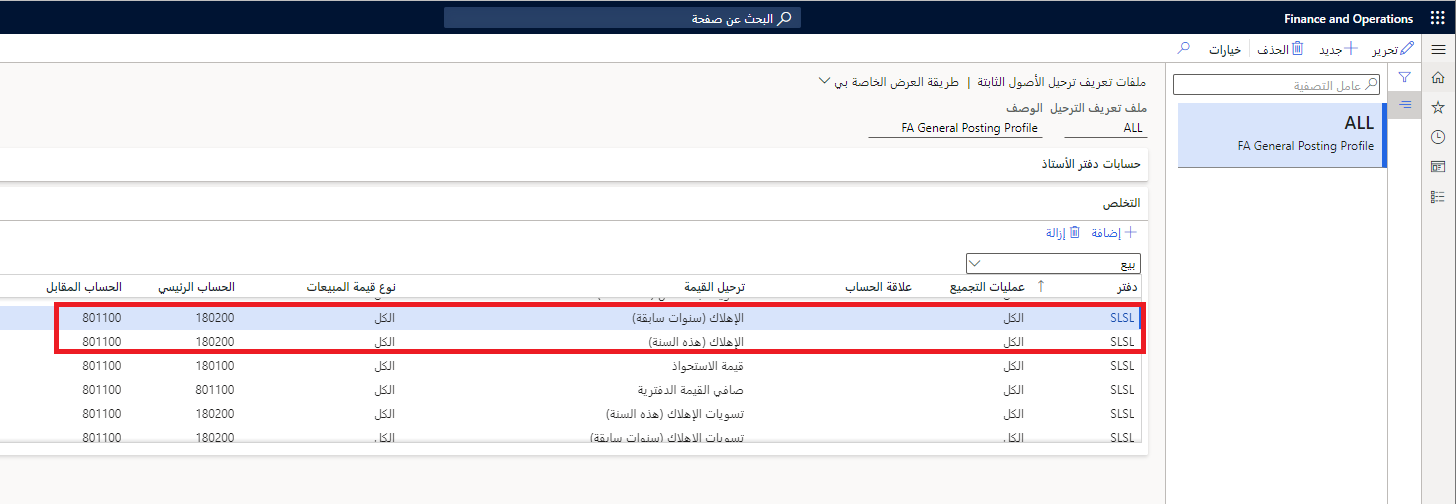 Finance and Operations
البحث عن صفحة
تحرير
جديد
الحذف
خيارات
عامل التصفية
ALL
FA General Posting Profile
ملفات تعريف ترحيل الأصول الثابتة | طريقة العرض الخاصة بي
ملف تعريف الترحيل الوصف
ALL FA General Posting Profile
حسابات دفتر الأستاذ
التخلص
إضافة إزالة
بيع
دفتر عمليات التجميع علاقة الحساب ترحيل القيمة نوع قيمة المبيعات الحساب الرئيسي الحساب المقابل
SLSL الكل الإهلاك (سنوات سابقة) الكل 180200 801100
SLSL الكل الإهلاك (هذه السنة) الكل 180200 801100
SLSL الكل قيمة الاستحواذ الكل 180100 801100
SLSL الكل صافي القيمة الدفترية الكل 801100 801100
SLSL الكل تسويات الإهلاك (هذه السنة) الكل 180200 801100
SLSL الكل تسويات الإهلاك (سنوات سابقة) الكل 180200 801100